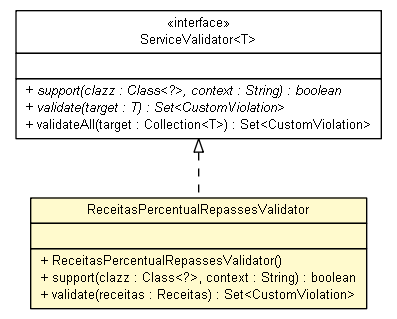 «interface»
ServiceValidator<T>
+ support(clazz : Class<?>, context : String) : boolean
+ validate(target : T) : Set<CustomViolation>
+ validateAll(target : Collection<T>) : Set<CustomViolation>
ReceitasPercentualRepassesValidator
+ ReceitasPercentualRepassesValidator()
+ support(clazz : Class<?>, context : String) : boolean
+ validate(receitas : Receitas) : Set<CustomViolation>